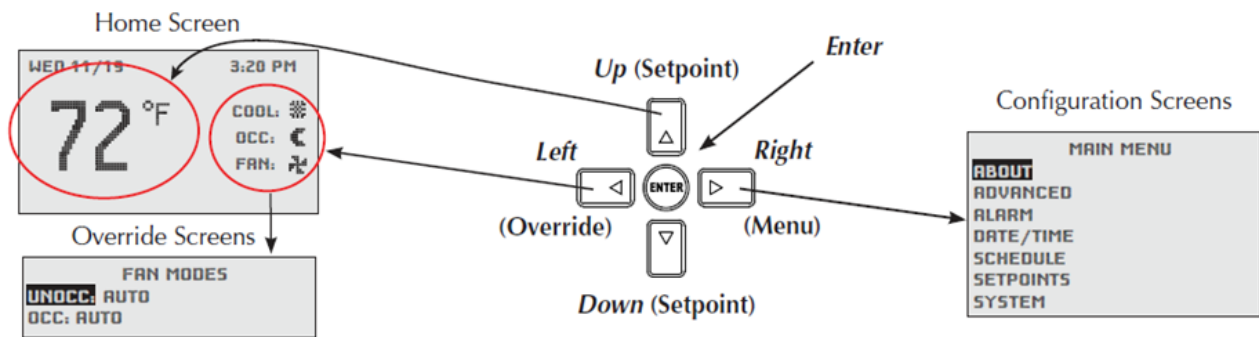 Home Screen
WED 11/19 3:20 PM
72 °F
COOL:
OCC:
FAN:
Override Screens
FAN MODES
UNOCC: AUTO
OCC: AUTO
Enter
Up (Setpoint)
Left
Right
ENTER
(Override)
(Menu)
Down (Setpoint)
Configuration Screens
MAIN MENU
ABOUT
ADVANCED
ALARM
DATE/TIME
SCHEDULE
SETPOINTS
SYSTEM